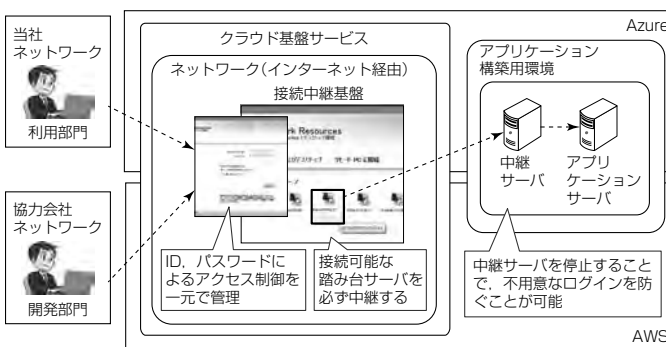 当社
ネットワーク
利用部門
協力会社
ネットワーク
開発部門
クラウド基盤サービス
ネットワーク（インターネット経由）
接続中継基盤
rk Resources
ID，パスワードに
よるアクセス制御を
一元で管理
接続可能な
踏み台サーバを
必ず中継する
Azure
アプリケーション
構築用環境
中継
サーバ
アプリ
ケーション
サーバ
中継サーバを停止すること
で，不用意なログインを防
ぐことが可能
AWS